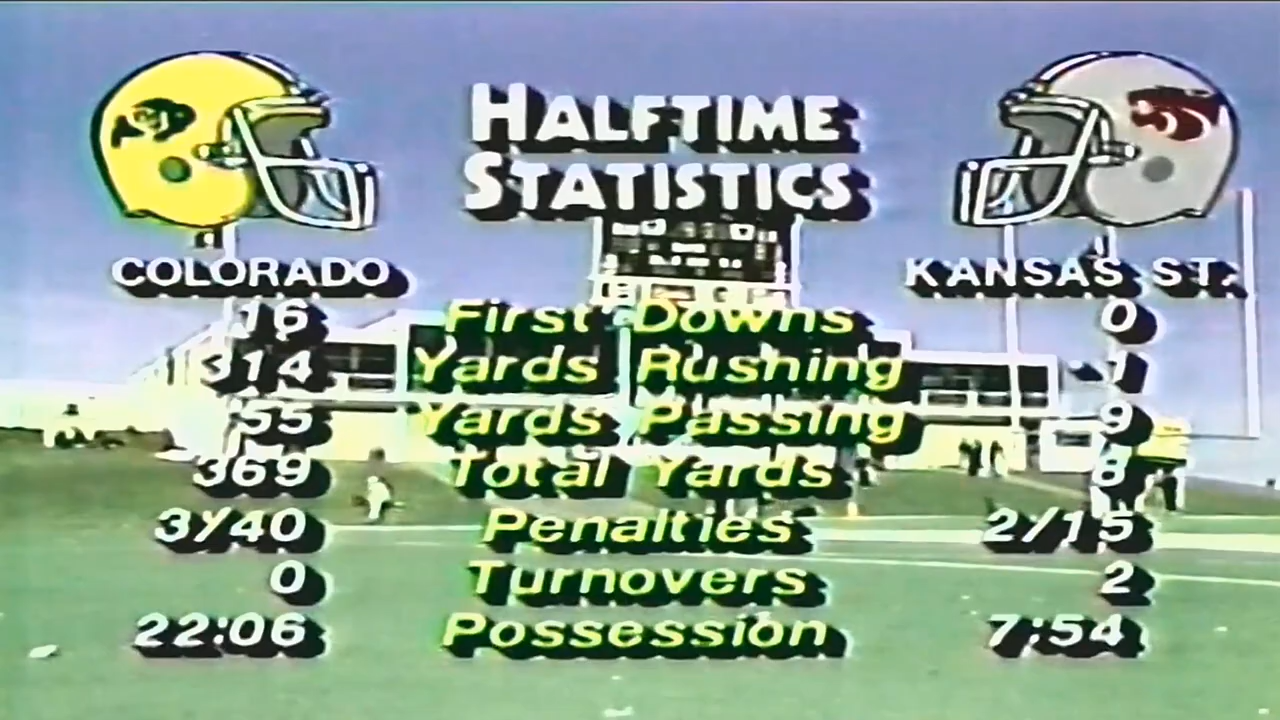 HALFTIME
STATISTICS
COLORADO KANSAS ST.
16 First Downs 0
314 Yards Rushing -1
55 Yards Passing 9
369 Total Yards 8
3/40 Penalties 2/15
0 Turnovers 2
22:06 Possession 7:54